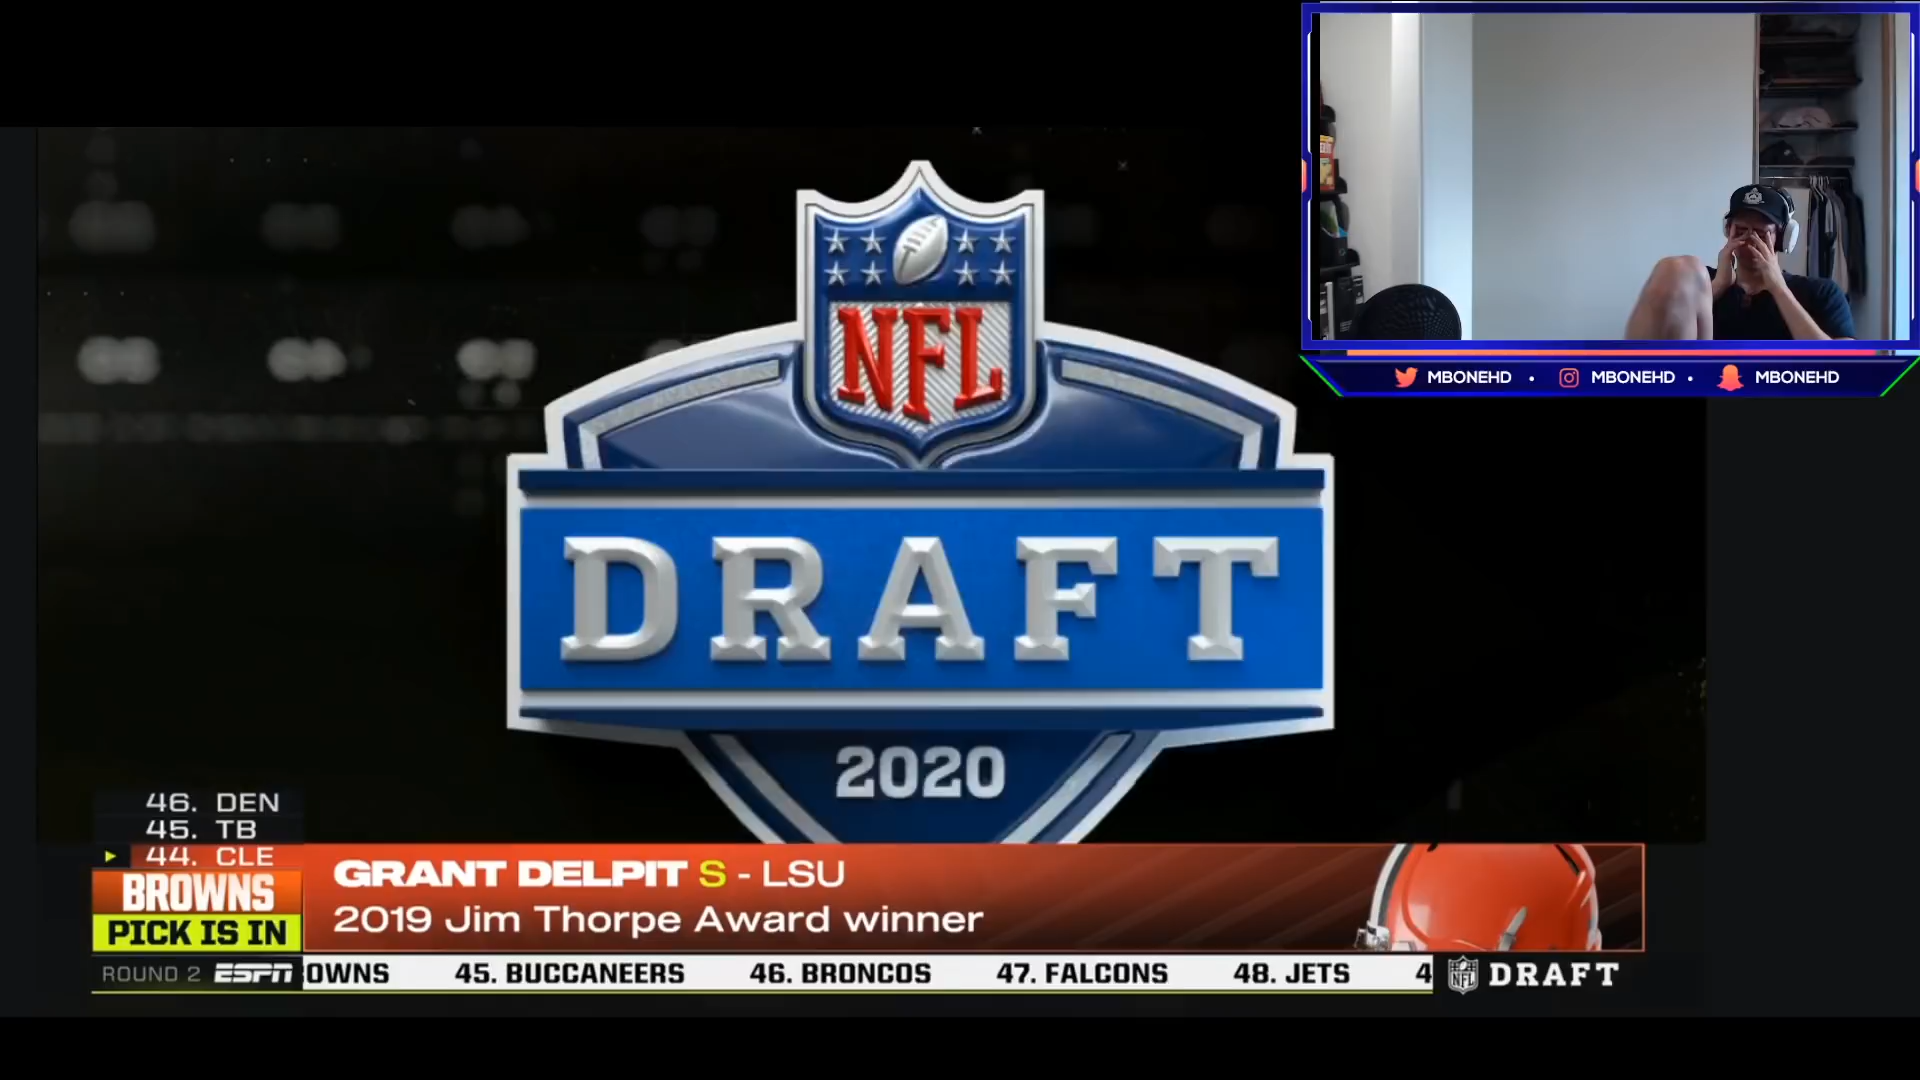 MBONEHD • MBONEHD • MBONEHD
NFL
DRAFT
2020
46. DEN
45. TB
44. CLE
BROWNS
PICK IS IN
GRANT DELPIT S - LSU
2019 Jim Thorpe Award winner
ROUND 2 ESPN OWNS 45. BUCCANEERS 46. BRONCOS 47. FALCONS 48. JETS 4 NFL DRAFT